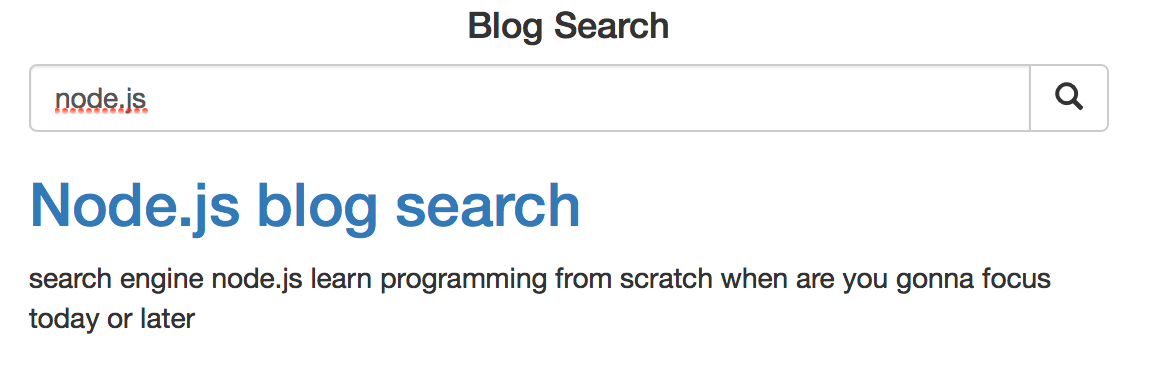 Blog Search
node.js
Node.js blog search
search engine node.js learn programming from scratch when are you gonna focus
today or later